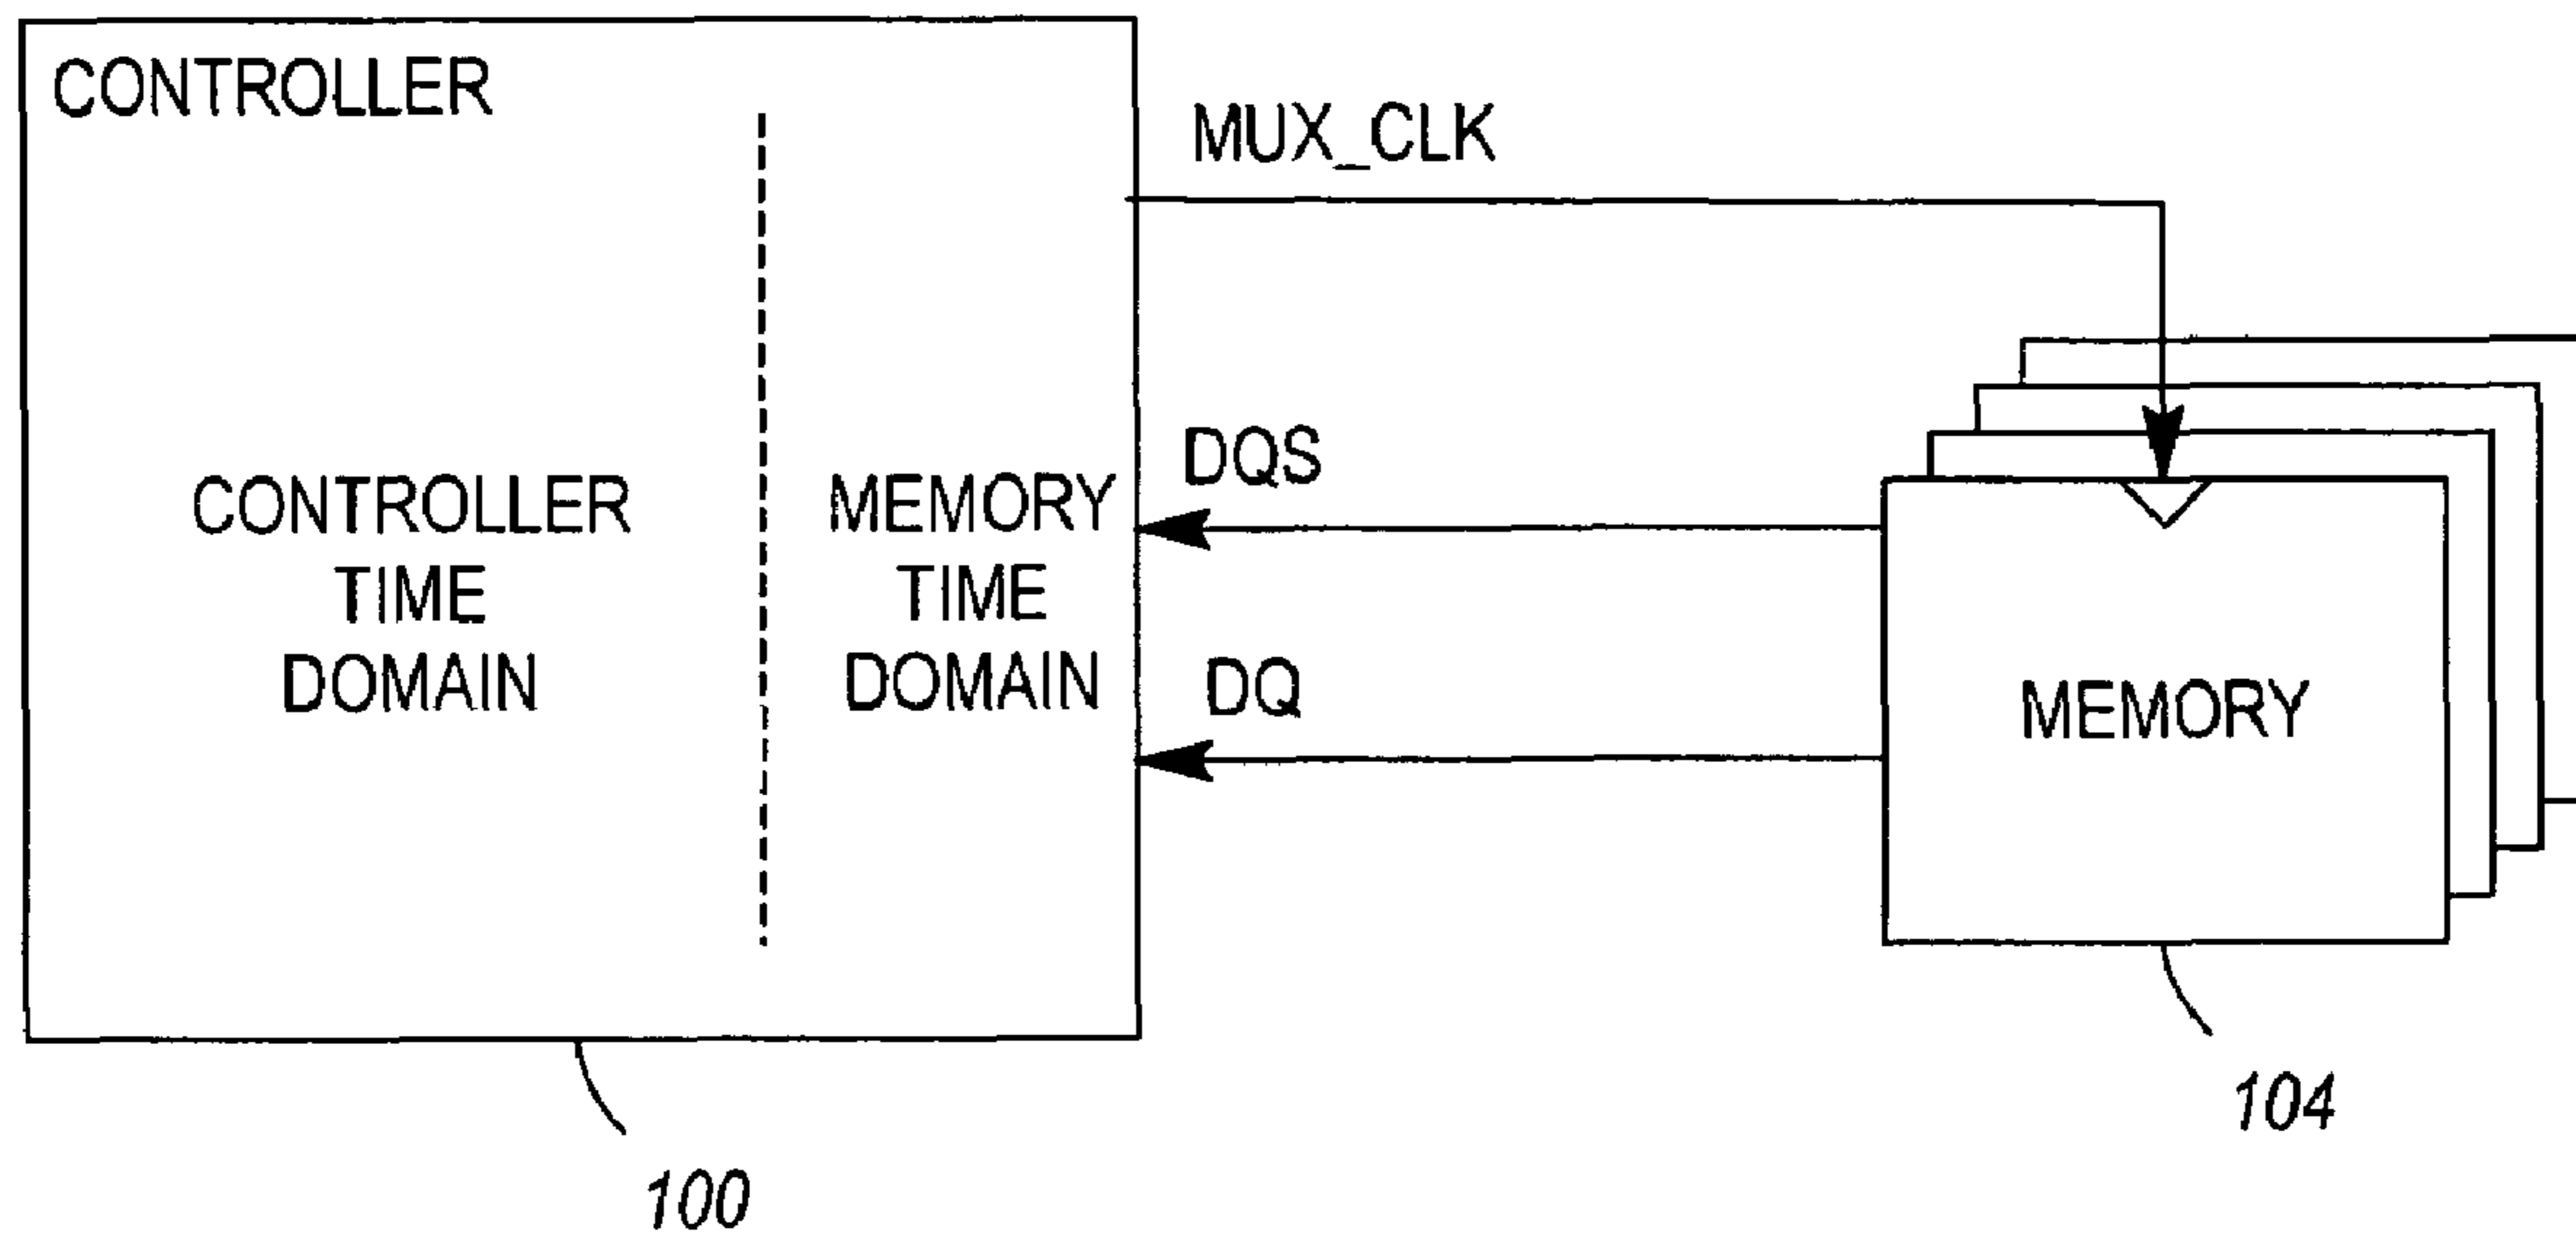 CONTROLLER
MUX_CLK
DQS
CONTROLLER
TIME
DOMAIN
MEMORY
TIME
DOMAIN
DQ
MEMORY
104
100